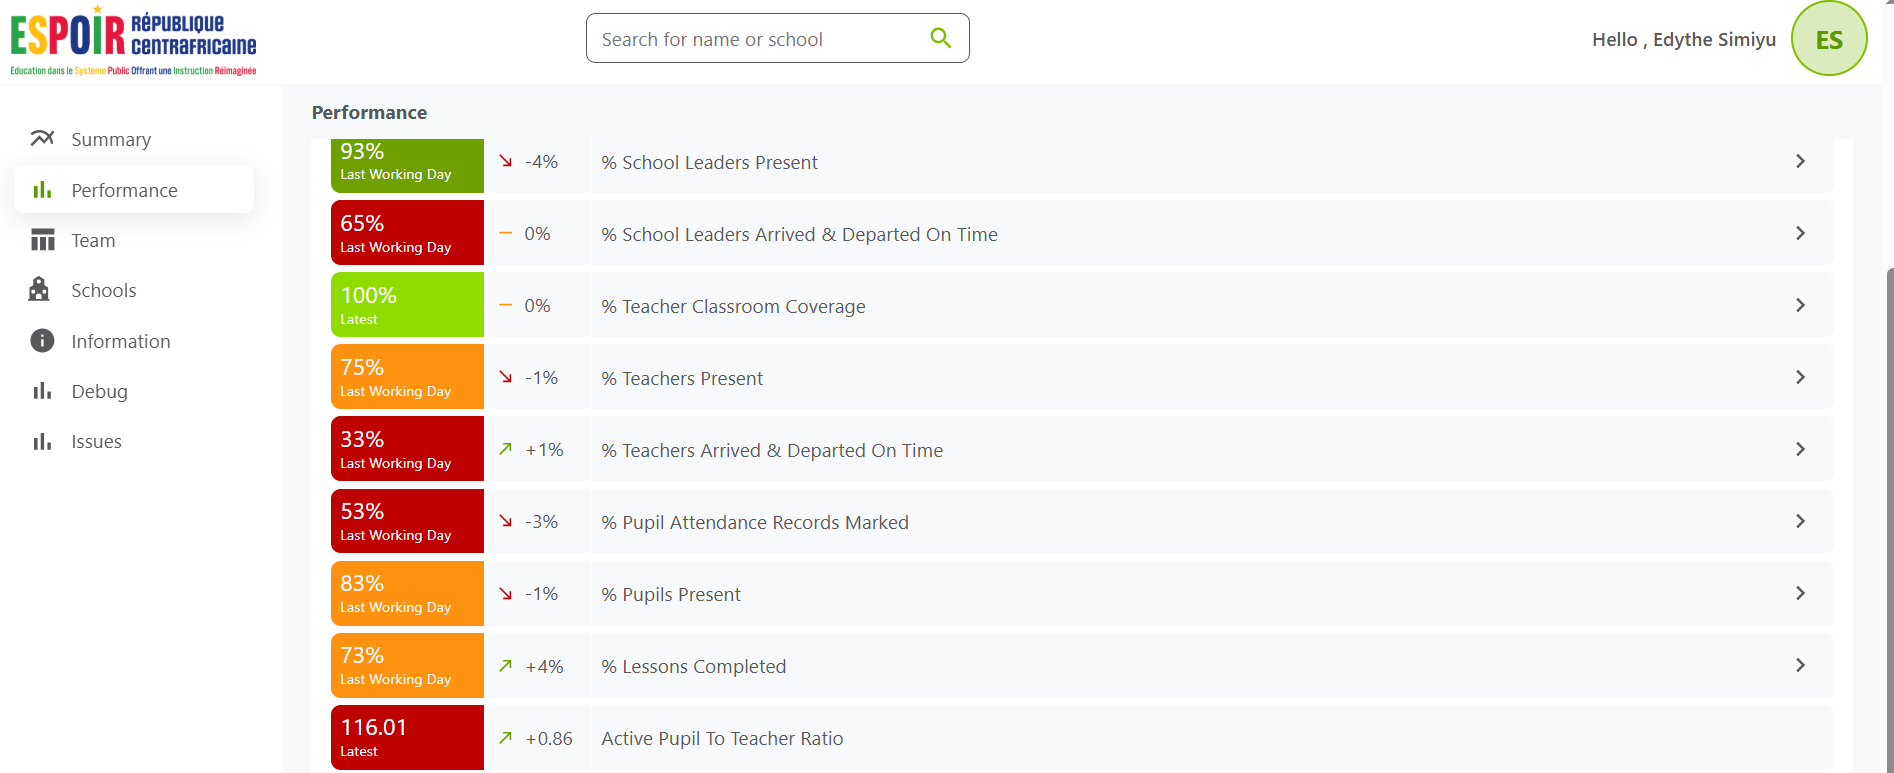 ESPOIR RÉPUBLIQUE
CENTRAFRICAINE
Education dans le Système Public Offrant une Instruction Réimaginée
Search for name or school
Hello , Edythe Simiyu
ES
Summary
Performance
Team
Schools
Information
Debug
Issues
Performance
93%
Last Working Day
-4%
% School Leaders Present
65%
Last Working Day
0%
% School Leaders Arrived & Departed On Time
100%
Latest
0%
% Teacher Classroom Coverage
75%
Last Working Day
-1%
% Teachers Present
33%
Last Working Day
+1%
% Teachers Arrived & Departed On Time
53%
Last Working Day
-3%
% Pupil Attendance Records Marked
83%
Last Working Day
-1%
% Pupils Present
73%
Last Working Day
+4%
% Lessons Completed
116.01
Latest
+0.86
Active Pupil To Teacher Ratio